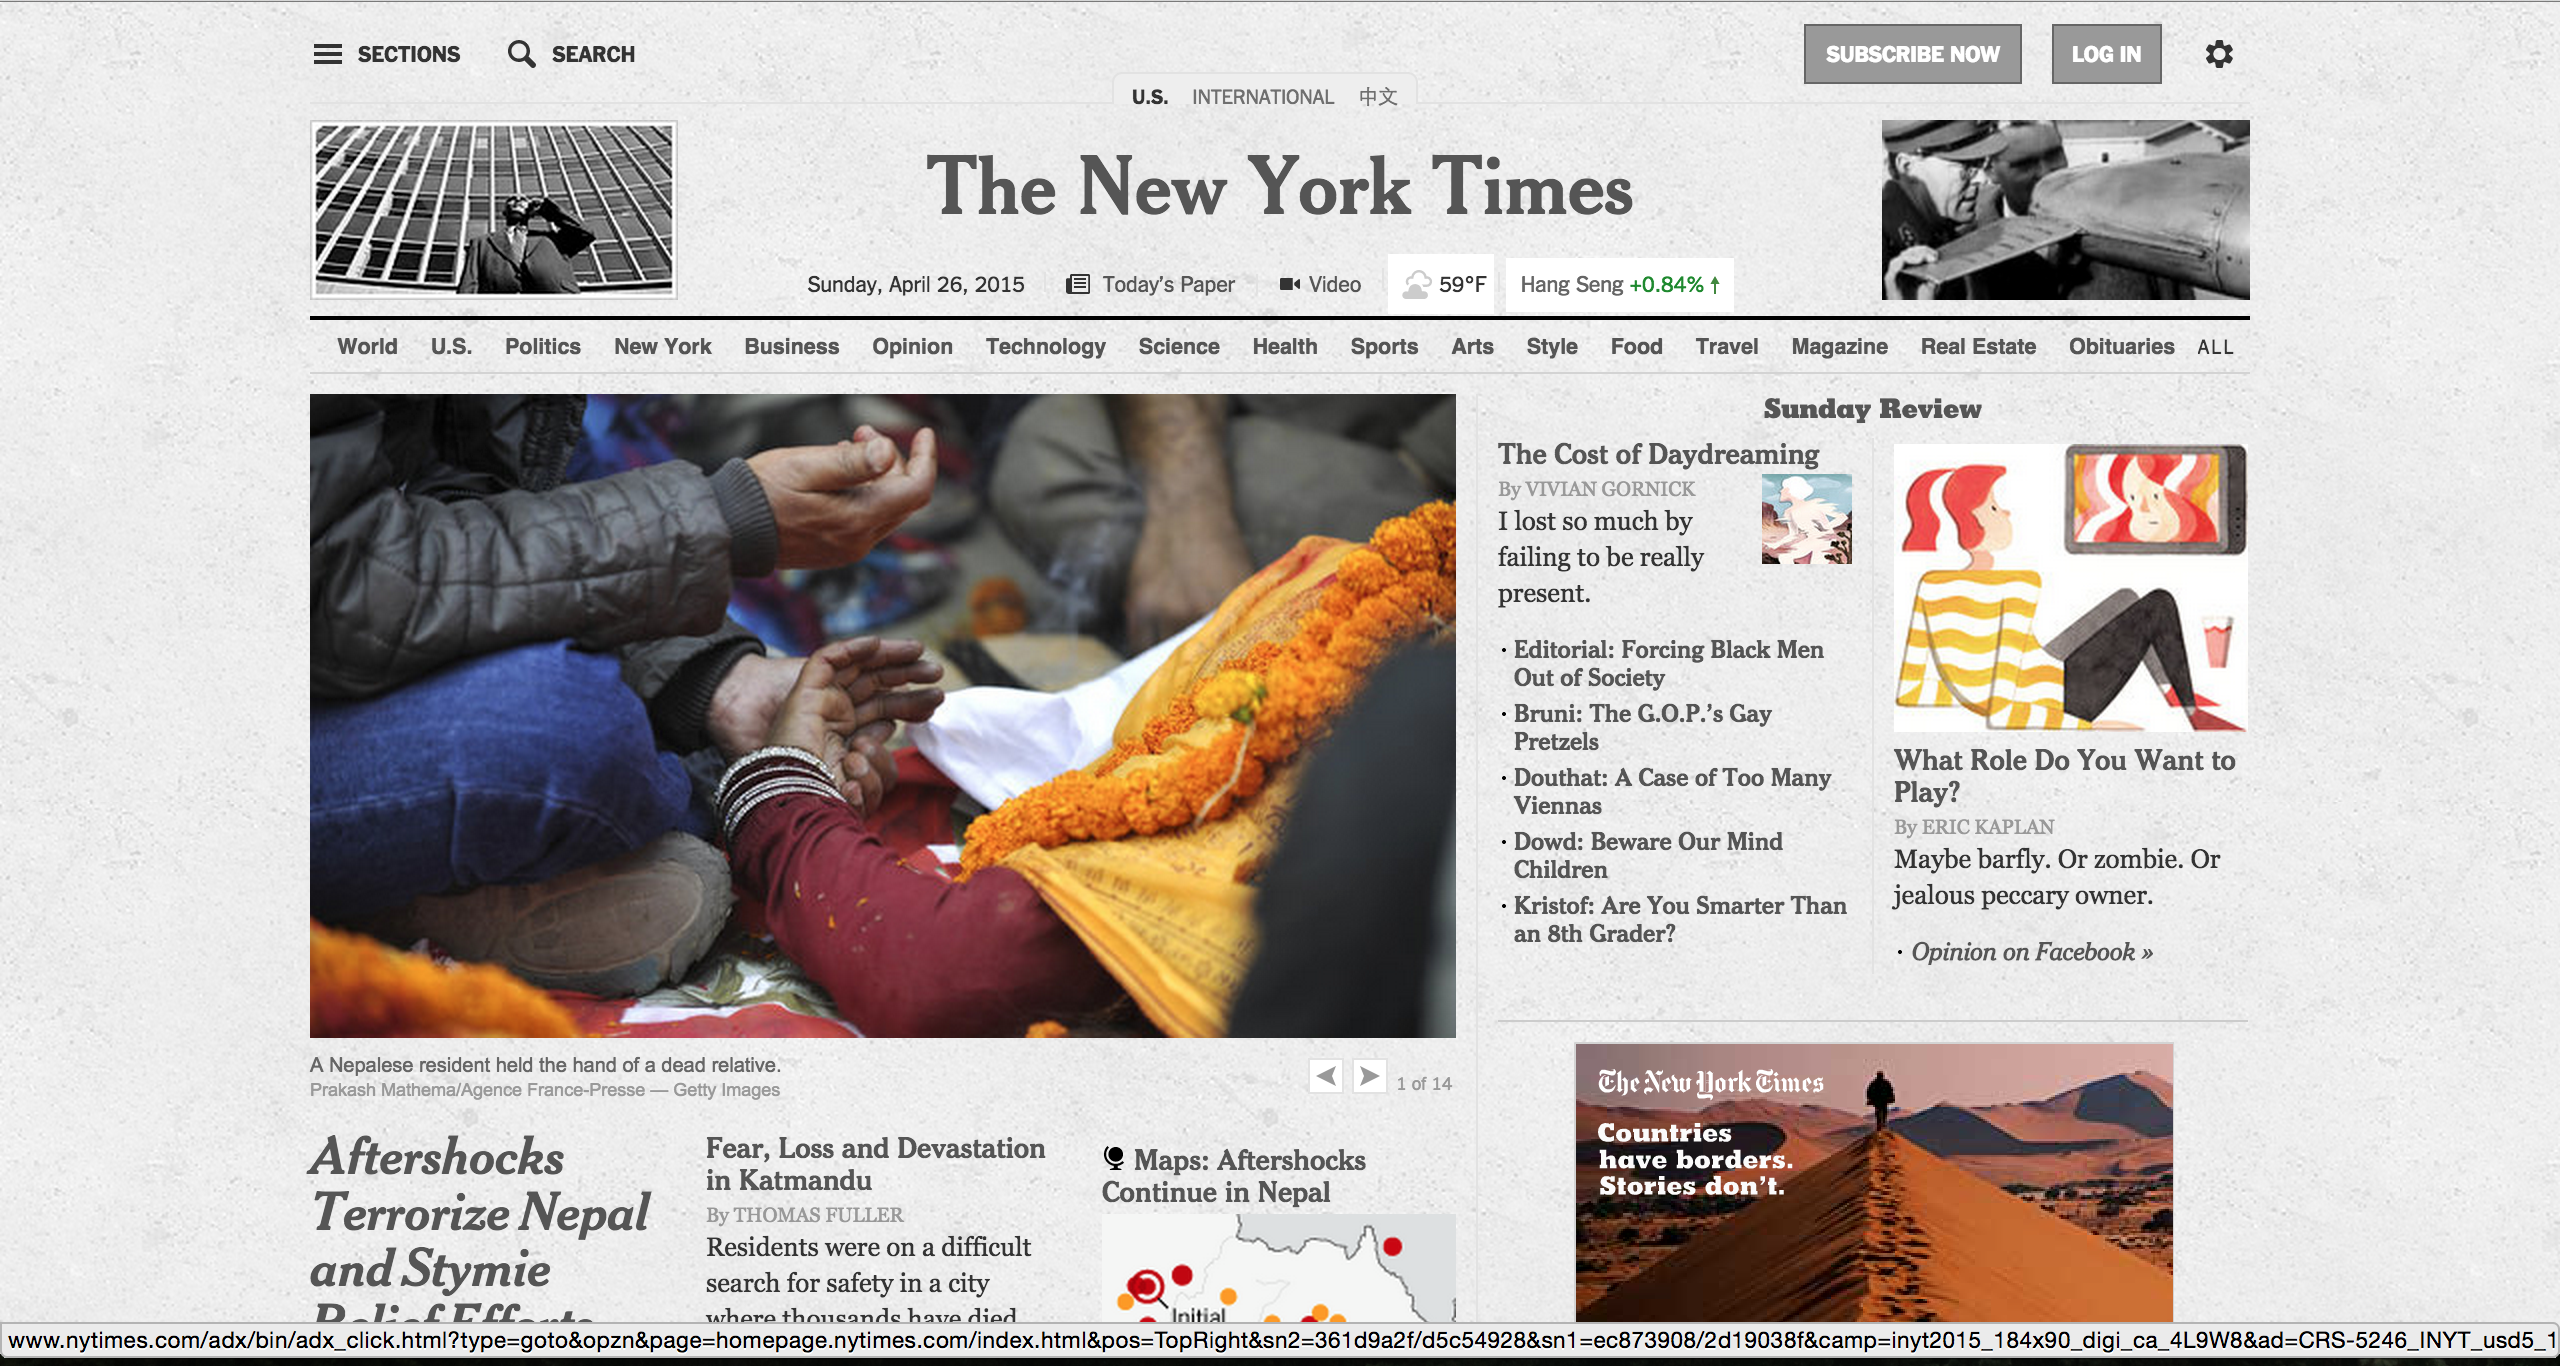 SECTIONS
SEARCH
SUBSCRIBE NOW
LOG IN
U.S. INTERNATIONAL 中文
The New York Times
Sunday, April 26, 2015
Today's Paper
Video
59°F
Hang Seng +0.84% ↑
World U.S. Politics New York Business Opinion Technology Science Health Sports Arts Style Food Travel Magazine Real Estate Obituaries ALL
A Nepalese resident held the hand of a dead relative.
Prakash Mathema/Agence France-Presse — Getty Images
1 of 14
Aftershocks
Terrorize Nepal
and Stymie
Relief Efforts
Fear, Loss and Devastation
in Katmandu
By THOMAS FULLER
Residents were on a difficult
search for safety in a city
where thousands have died
Maps: Aftershocks
Continue in Nepal
Initial
Sunday Review
The Cost of Daydreaming
By VIVIAN GORNICK
I lost so much by
failing to be really
present.
· Editorial: Forcing Black Men
Out of Society
· Bruni: The G.O.P.'s Gay
Pretzels
· Douthat: A Case of Too Many
Viennas
· Dowd: Beware Our Mind
Children
· Kristof: Are You Smarter Than
an 8th Grader?
What Role Do You Want to
Play?
By ERIC KAPLAN
Maybe barfly. Or zombie. Or
jealous peccary owner.
· Opinion on Facebook »
The New York Times
Countries
have borders.
Stories don't.
www.nytimes.com/adx/bin/adx_click.html?type=goto&opzn&page=homepage.nytimes.com/index.html&pos=TopRight&sn2=361d9a2f/d5c54928&sn1=ec873908/2d19038f&camp=inyt2015_184x90_digi_ca_4L9W8&ad=CRS-5246_INYT_usd5_1